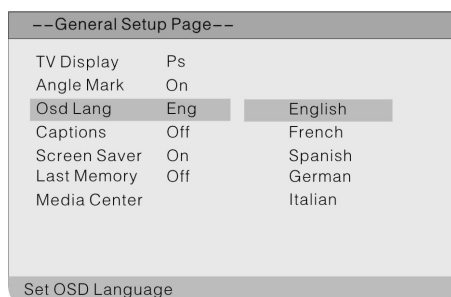 --General Setup Page--
TV Display Ps
Angle Mark On
Osd Lang Eng English
Captions Off French
Screen Saver On Spanish
Last Memory Off German
Media Center Italian
Set OSD Language